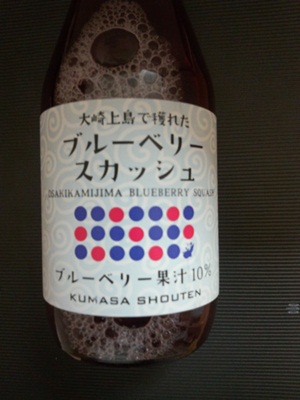 大崎上島で穫れた
ブルーベリー
スカッシュ
OSAKIKAMIJIMA BLUEBERRY SQUASH
ブルーベリー果汁10%
KUMASA SHOUTEN